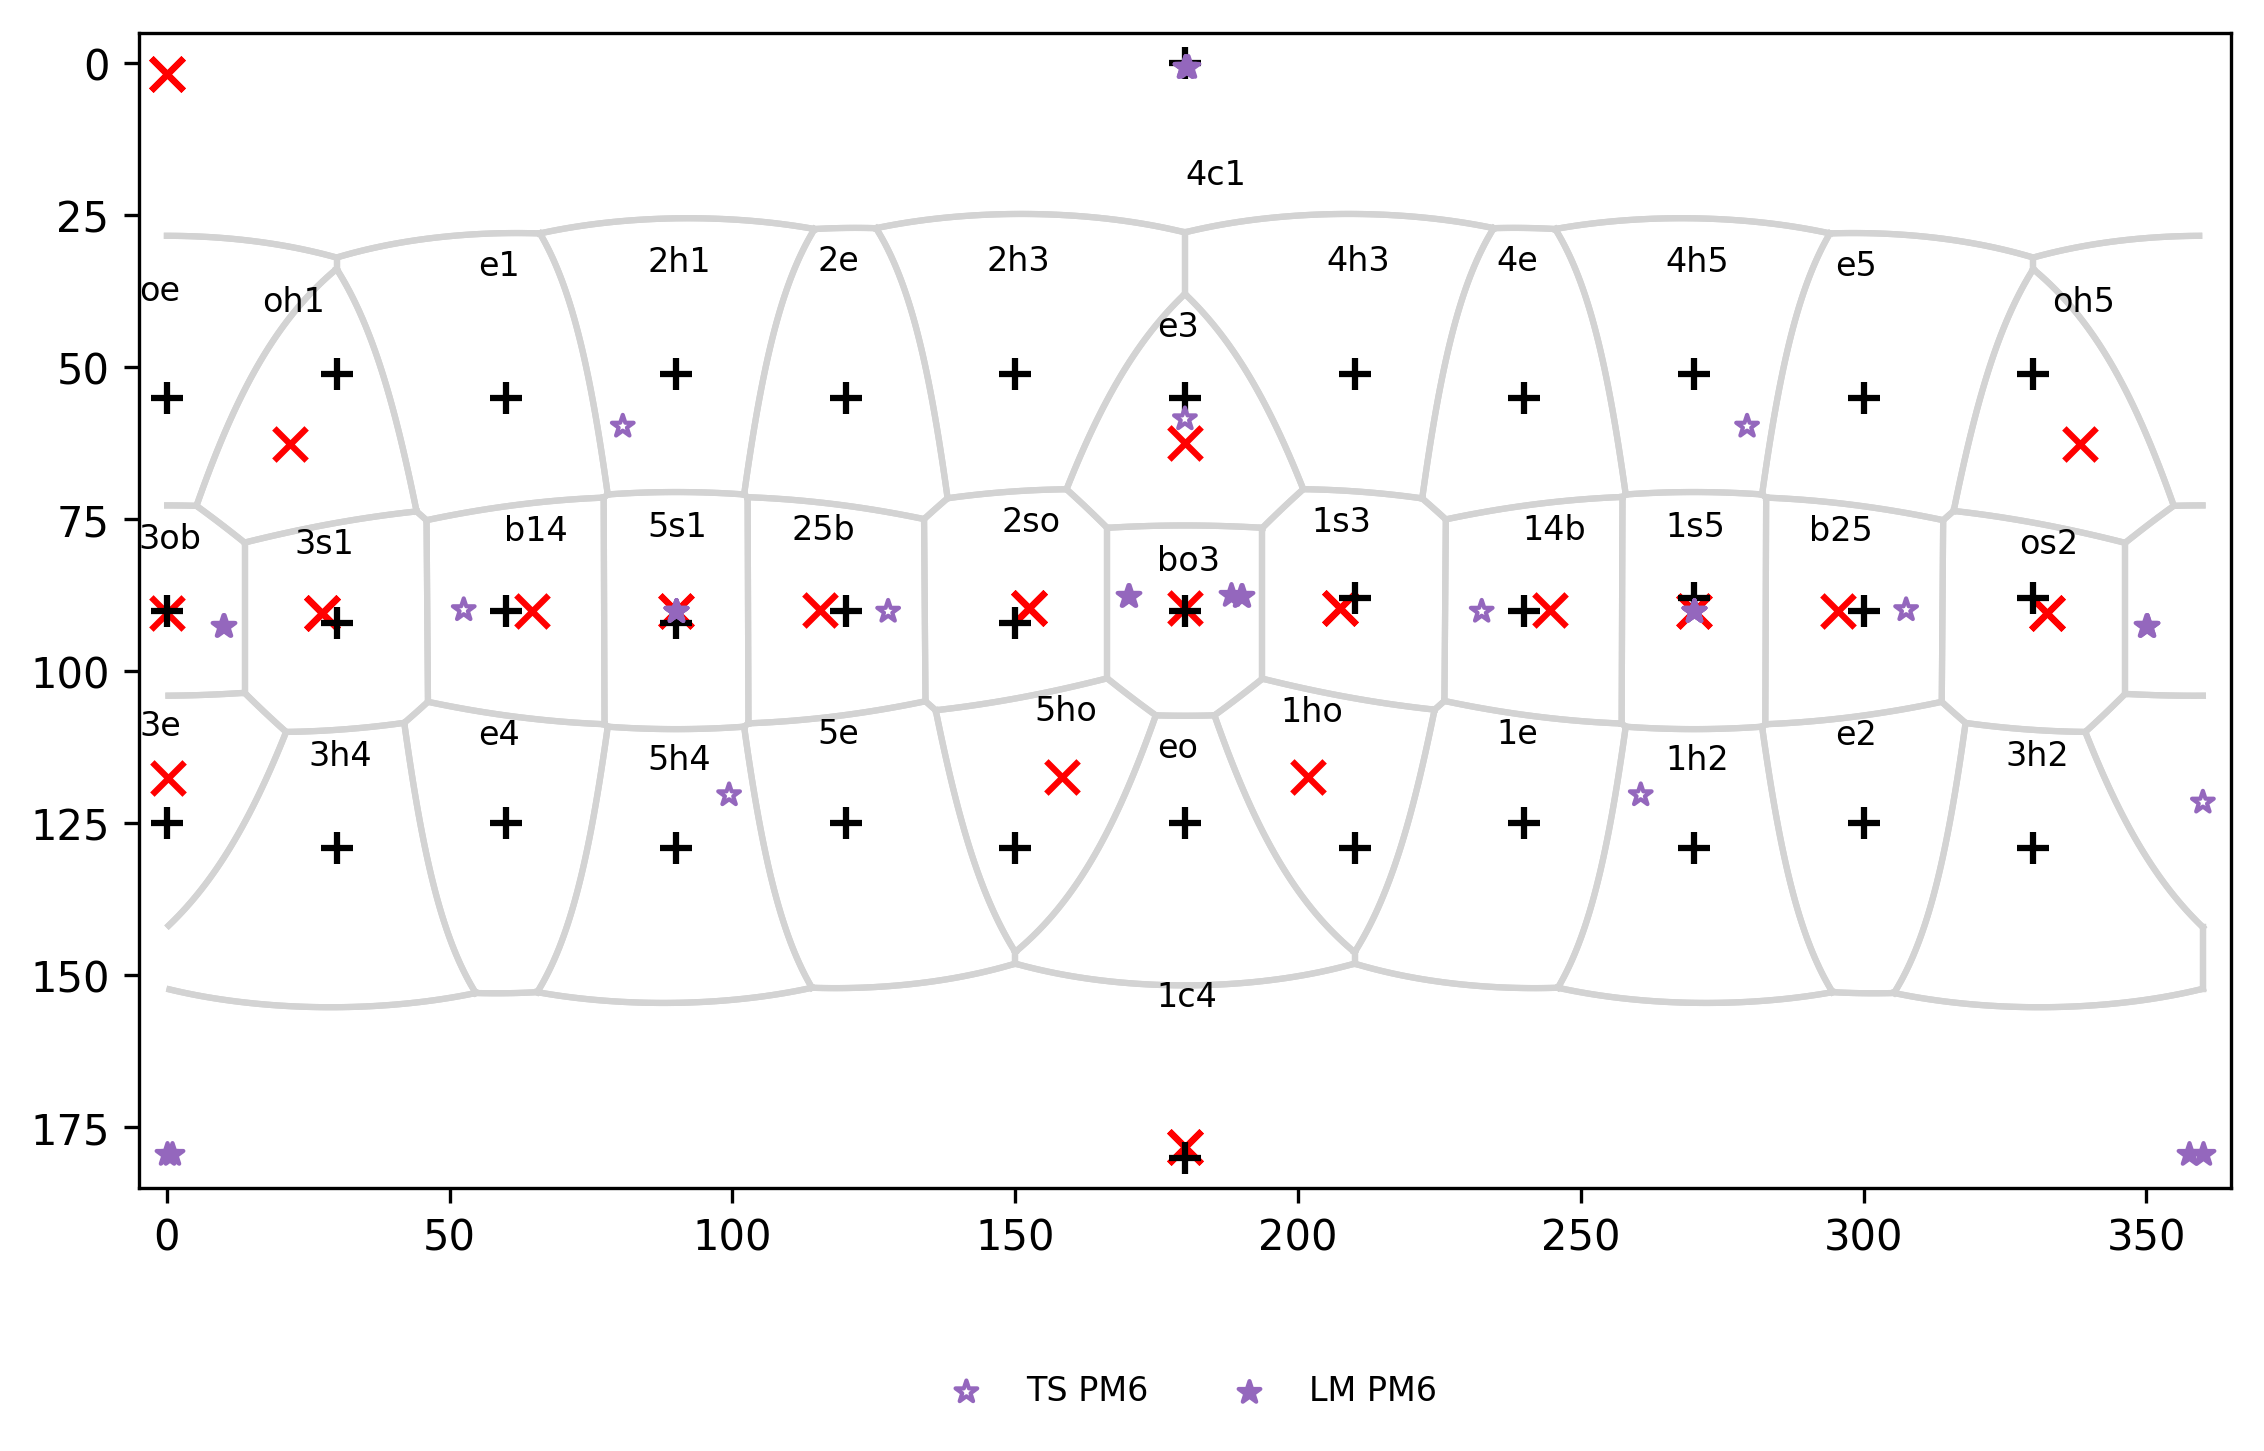 0
4c1
25
e1 2h1 2e 2h3 4h3 4e 4h5 e5
oe oh1 oh5
e3
50
75
3ob 3s1 b14 5s1 25b 2so 1s3 14b 1s5 b25 os2
bo3
100
3e 5ho 1ho
3h4 e4 5h4 5e eo 1e 1h2 e2 3h2
125
150
1c4
175
0 50 100 150 200 250 300 350
TS PM6 LM PM6